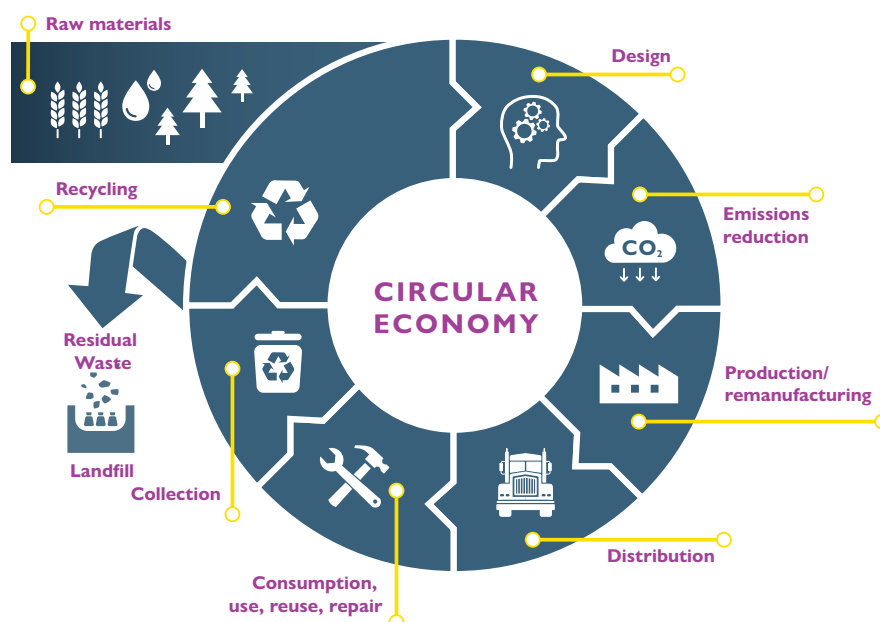 Raw materials
Design
Recycling
Emissions
reduction
CO₂
CIRCULAR
ECONOMY
Residual
Waste
Production/
remanufacturing
Landfill
Collection
Distribution
Consumption,
use, reuse, repair